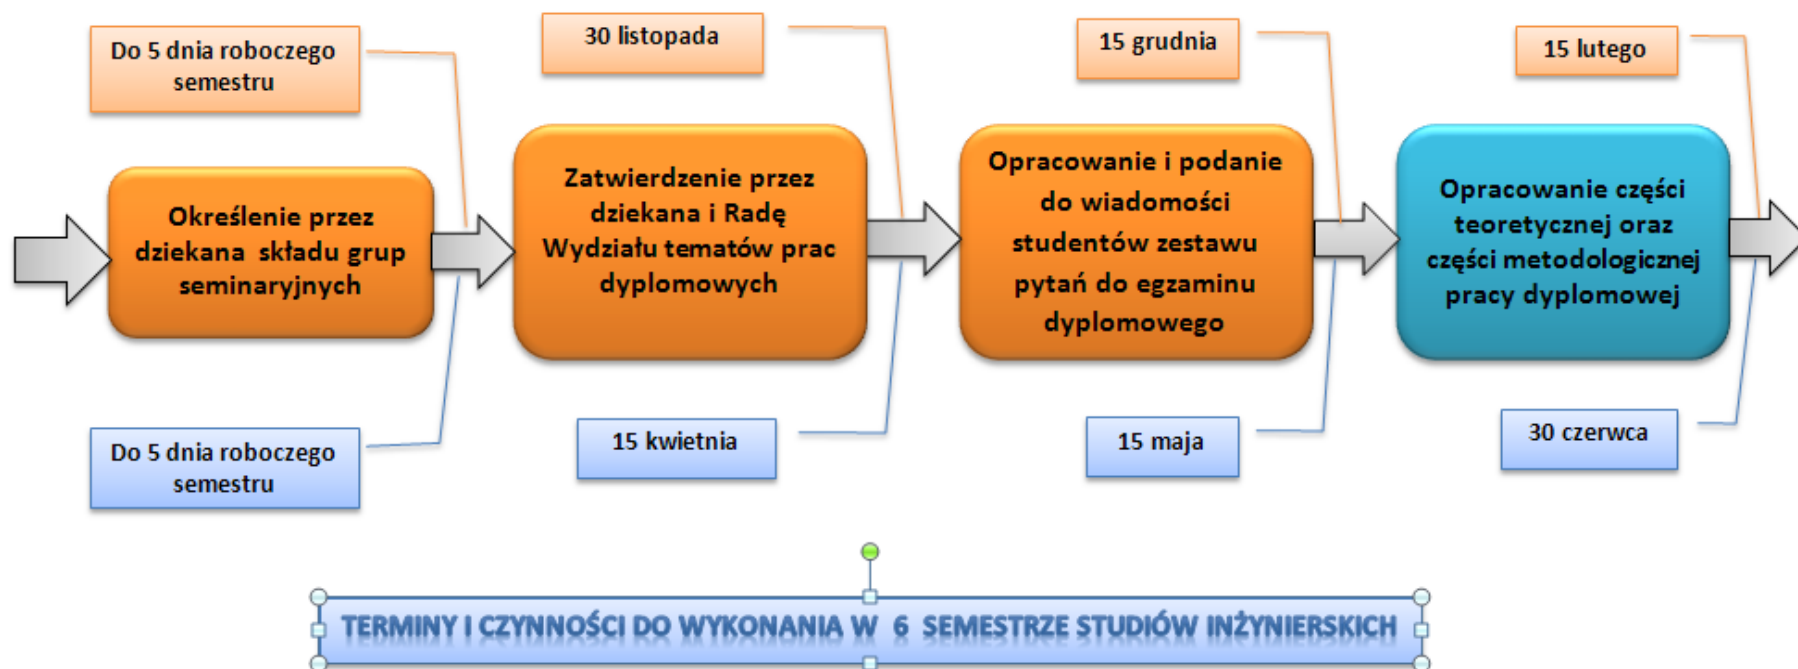 Do 5 dnia roboczego
semestru
30 listopada
15 grudnia
15 lutego
Określenie przez
dziekana składu grup
seminaryjnych
Zatwierdzenie przez
dziekana i Radę
Wydziału tematów prac
dyplomowych
Opracowanie i podanie
do wiadomości
studentów zestawu
pytań do egzaminu
dyplomowego
Opracowanie części
teoretycznej oraz
części metodologicznej
pracy dyplomowej
Do 5 dnia roboczego
semestru
15 kwietnia
15 maja
30 czerwca
TERMINY I CZYNNOŚCI DO WYKONANIA W 6 SEMESTRZE STUDIÓW INŻYNIERSKICH